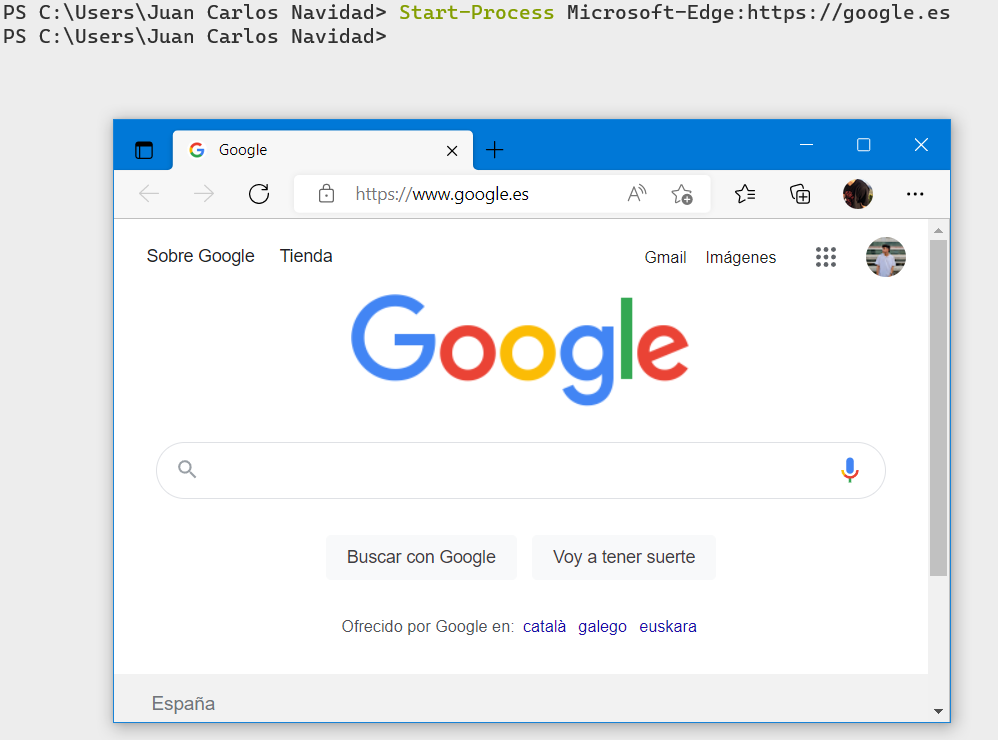 PS C:\Users\Juan Carlos Navidad> Start-Process Microsoft-Edge:https://google.es
PS C:\Users\Juan Carlos Navidad>
Google
https://www.google.es
Sobre Google Tienda Gmail Imágenes
Google
Buscar con Google Voy a tener suerte
Ofrecido por Google en: català galego euskara
España